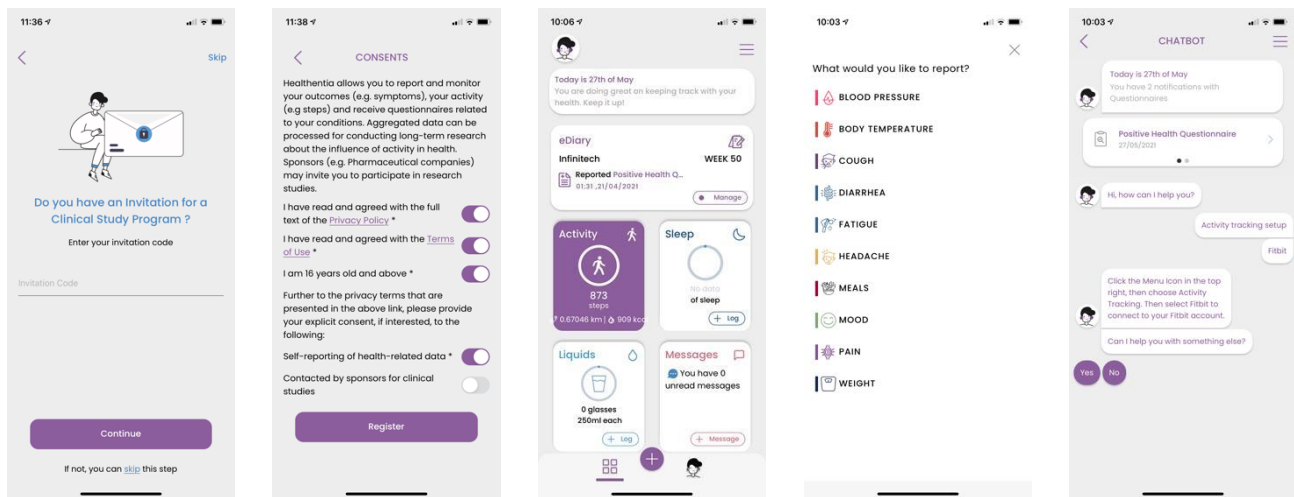 11:36
Skip
Do you have an Invitation for a
Clinical Study Program ?
Enter your invitation code
Invitation Code
Continue
If not, you can skip this step
11:38
CONSENTS
Healthentia allows you to report and monitor
your outcomes (e.g. symptoms), your activity
(e.g steps) and receive questionnaires related
to your conditions. Aggregated data can be
processed for conducting long-term research
about the influence of activity in health.
Sponsors (e.g. Pharmaceutical companies)
may invite you to participate in research
studies.
I have read and agreed with the full
text of the Privacy Policy *
I have read and agreed with the Terms
of Use *
I am 16 years old and above *
Further to the privacy terms that are
presented in the above link, please provide
your explicit consent, if interested, to the
following:
Self-reporting of health-related data *
Contacted by sponsors for clinical
studies
Register
10:06
Today is 27th of May
You are doing great on keeping track with your
health. Keep it up!
eDiary
Infinitech WEEK 50
Reported Positive Health Q...
01:31 ,21/04/2021
Manage
Activity
873
steps
0.67046 km | 909 kc
Sleep
No data
of sleep
+ Log
Liquids
0 glasses
250ml each
+ Log
Messages
You have 0
unread messages
+ Message
10:03
What would you like to report?
BLOOD PRESSURE
BODY TEMPERATURE
COUGH
DIARRHEA
FATIGUE
HEADACHE
MEALS
MOOD
PAIN
WEIGHT
10:03
CHATBOT
Today is 27th of May
You have 2 notifications with
Questionnaires
Positive Health Questionnaire
27/05/2021
Hi, how can I help you?
Activity tracking setup
Fitbit
Click the Menu Icon in the top
right, then choose Activity
Tracking. Then select Fitbit to
connect to your Fitbit account.
Can I help you with something else?
Yes No